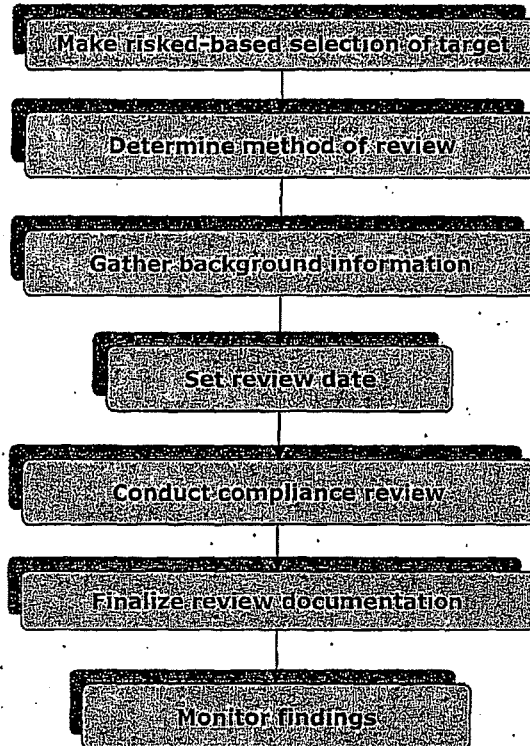 Make risked-based selection of target
Determine method of review
Gather background information
Set review date
Conduct compliance review
Finalize review documentation
Monitor findings